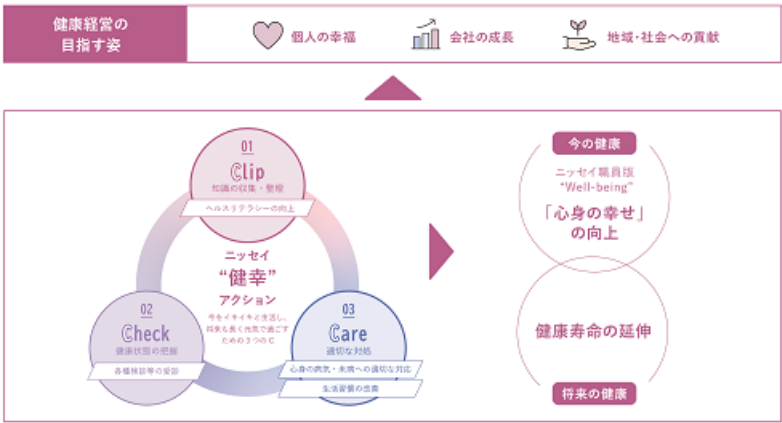 健康経営の
目指す姿
個人の幸福
会社の成長
地域・社会への貢献
01
Clip
知識の収集・整理
ヘルスリテラシーの向上
ニッセイ
“健幸”
アクション
今をイキイキと生活し、
将来も長く元気で過ごす
ための3つのC
02
Check
健康状態の把握
各種検診等の受診
03
Care
適切な対処
心身の病気・未病への適切な対応
生活習慣の改善
今の健康
ニッセイ職員版
“Well-being”
「心身の幸せ」
の向上
健康寿命の延伸
将来の健康